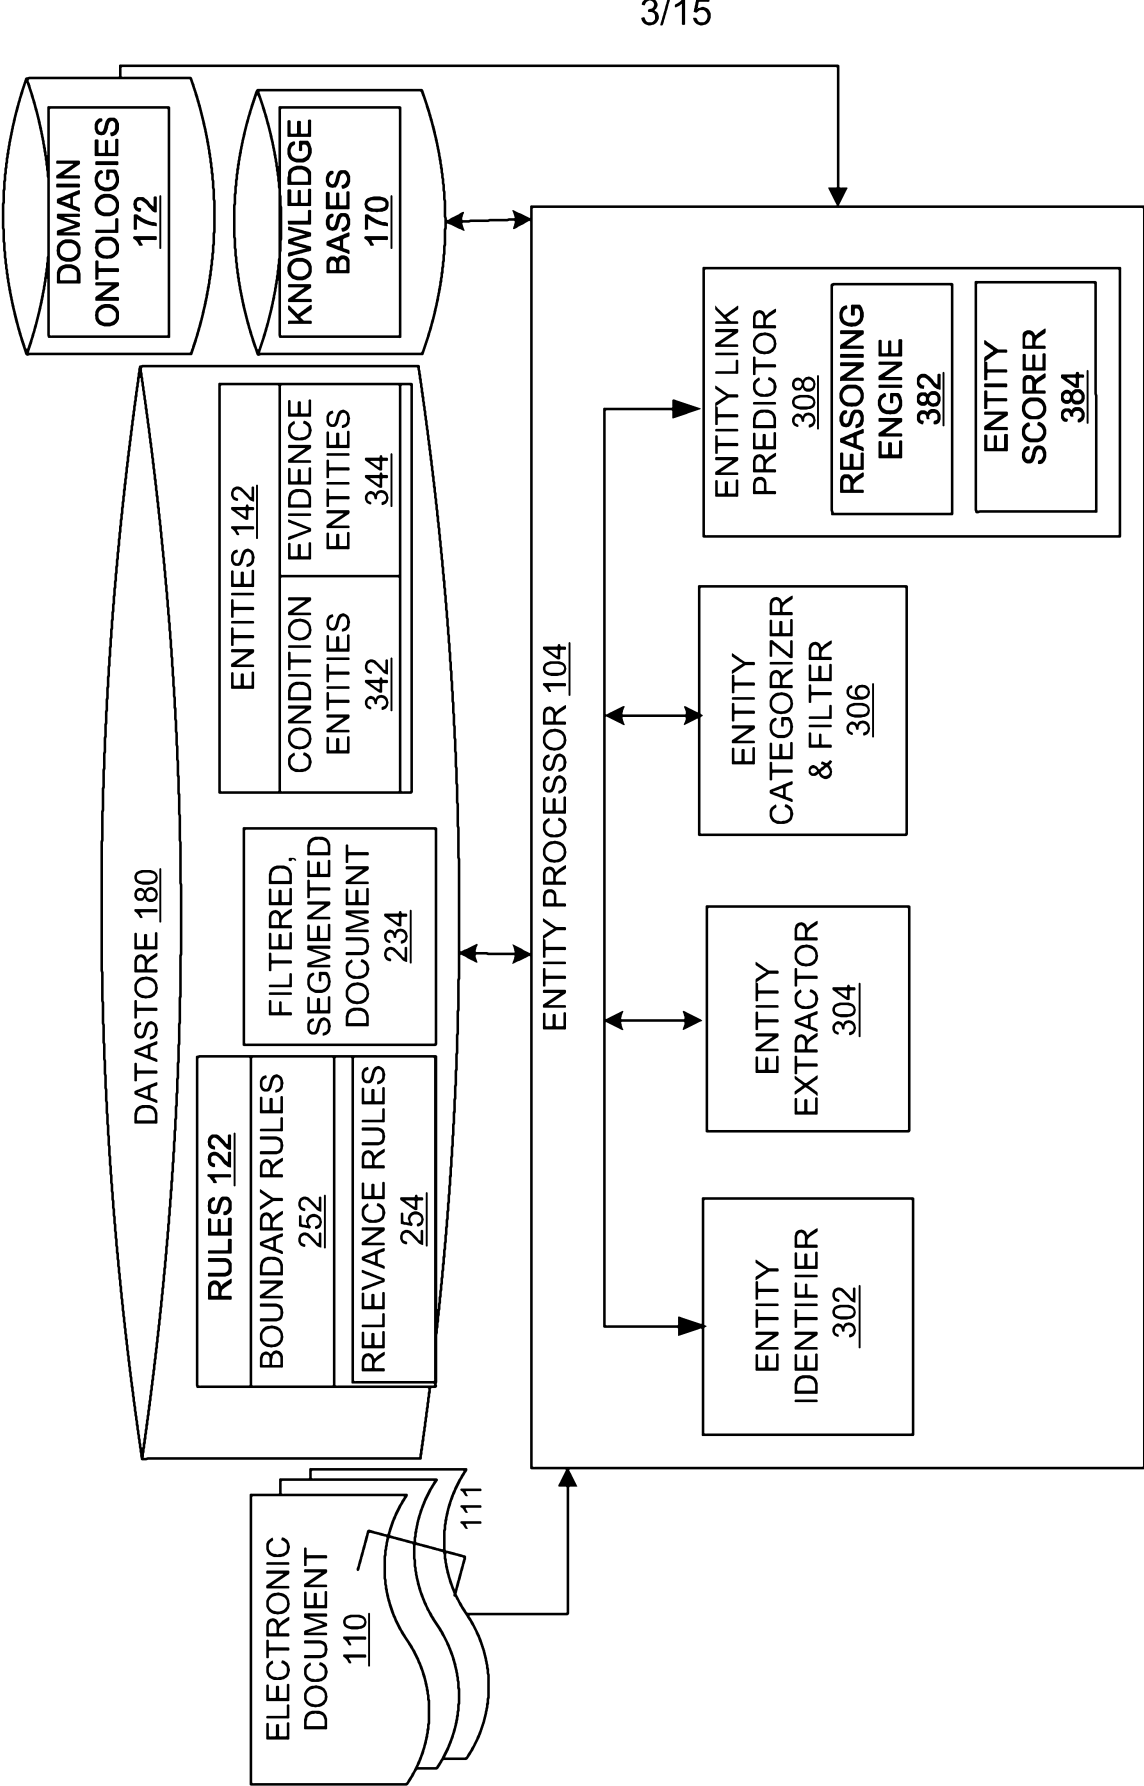 3/15
ELECTRONIC
DOCUMENT
110
111
DATASTORE 180
RULES 122
BOUNDARY RULES
252
RELEVANCE RULES
254
FILTERED,
SEGMENTED
DOCUMENT
234
ENTITIES 142
CONDITION
ENTITIES
342
EVIDENCE
ENTITIES
344
DOMAIN
ONTOLOGIES
172
KNOWLEDGE
BASES
170
ENTITY PROCESSOR 104
ENTITY
IDENTIFIER
302
ENTITY
EXTRACTOR
304
ENTITY
CATEGORIZER
& FILTER
306
ENTITY LINK
PREDICTOR
308
REASONING
ENGINE
382
ENTITY
SCORER
384